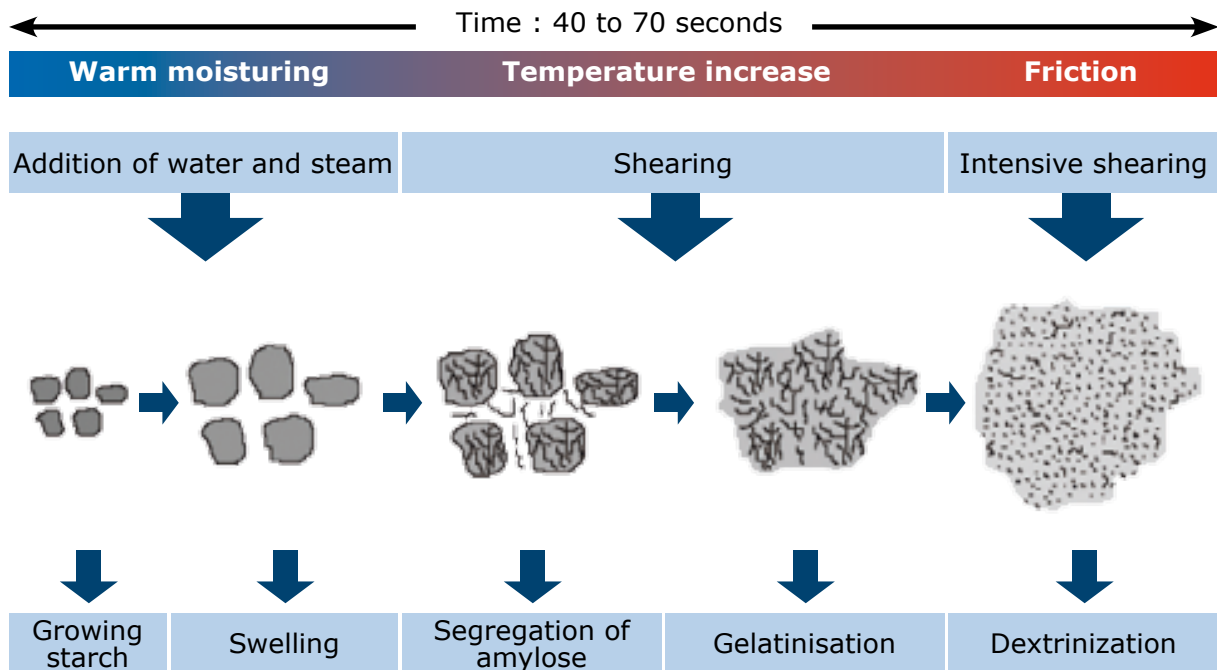 Time : 40 to 70 seconds
Warm moisturing
Temperature increase
Friction
Addition of water and steam
Shearing
Intensive shearing
Growing
starch
Swelling
Segregation of
amylose
Gelatinisation
Dextrinization